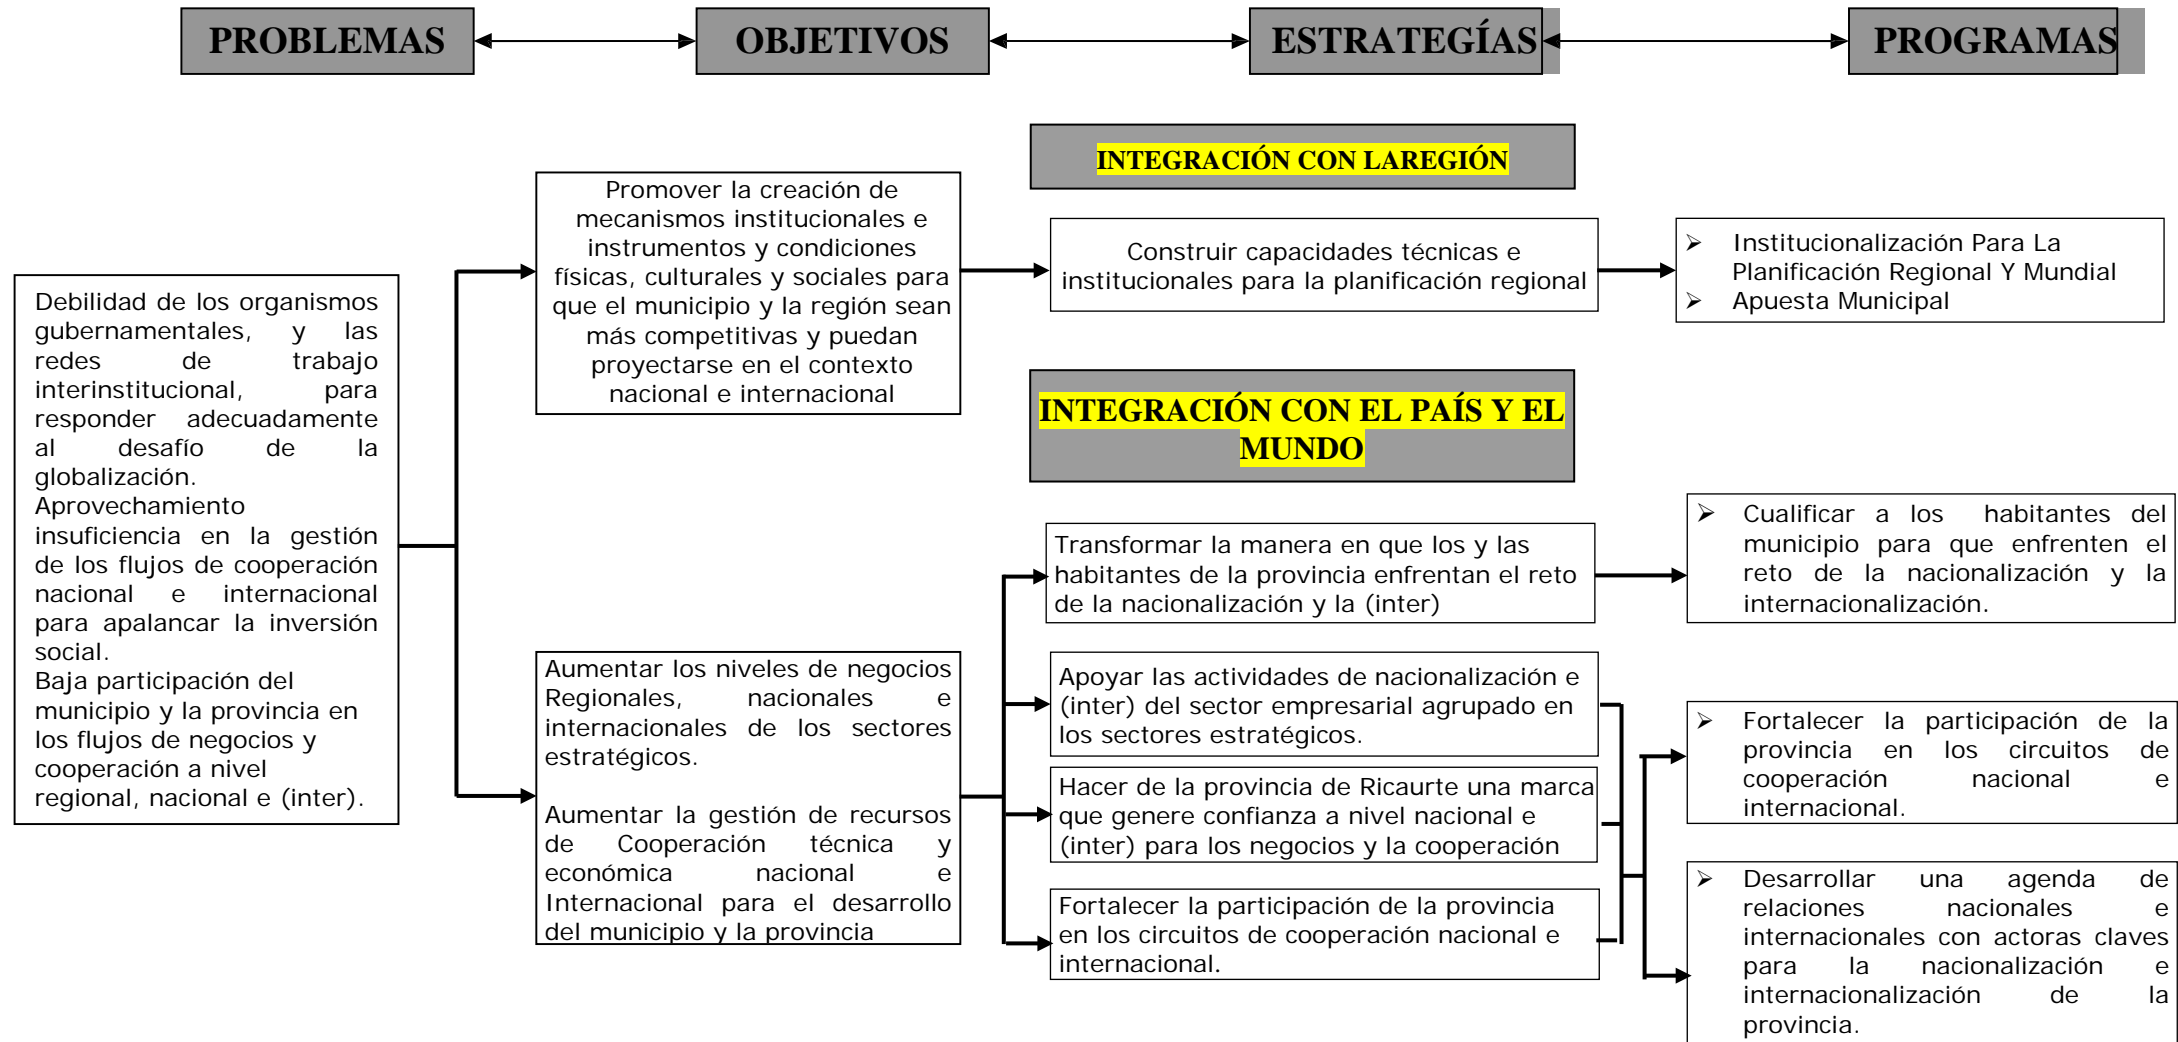 PROBLEMAS
OBJETIVOS
ESTRATEGÍAS
PROGRAMAS
Debilidad de los organismos
gubernamentales, y las
redes de trabajo
interinstitucional, para
responder adecuadamente
al desafío de la
globalización.
Aprovechamiento
insuficiencia en la gestión
de los flujos de cooperación
nacional e internacional
para apalancar la inversión
social.
Baja participación del
municipio y la provincia en
los flujos de negocios y
cooperación a nivel
regional, nacional e (inter).
Promover la creación de
mecanismos institucionales e
instrumentos y condiciones
físicas, culturales y sociales para
que el municipio y la región sean
más competitivas y puedan
proyectarse en el contexto
nacional e internacional
Aumentar los niveles de negocios
Regionales, nacionales e
internacionales de los sectores
estratégicos.
Aumentar la gestión de recursos
de Cooperación técnica y
económica nacional e
Internacional para el desarrollo
del municipio y la provincia
INTEGRACIÓN CON LAREGIÓN
Construir capacidades técnicas e
institucionales para la planificación regional
INTEGRACIÓN CON EL PAÍS Y EL
MUNDO
Transformar la manera en que los y las
habitantes de la provincia enfrentan el reto
de la nacionalización y la (inter)
Apoyar las actividades de nacionalización e
(inter) del sector empresarial agrupado en
los sectores estratégicos.
Hacer de la provincia de Ricaurte una marca
que genere confianza a nivel nacional e
(inter) para los negocios y la cooperación
Fortalecer la participación de la provincia
en los circuitos de cooperación nacional e
internacional.
➢ Institucionalización Para La
Planificación Regional Y Mundial
➢ Apuesta Municipal
➢ Cualificar a los habitantes del
municipio para que enfrenten el
reto de la nacionalización y la
internacionalización.
➢ Fortalecer la participación de la
provincia en los circuitos de
cooperación nacional e
internacional.
➢ Desarrollar una agenda de
relaciones nacionales e
internacionales con actoras claves
para la nacionalización e
internacionalización de la
provincia.